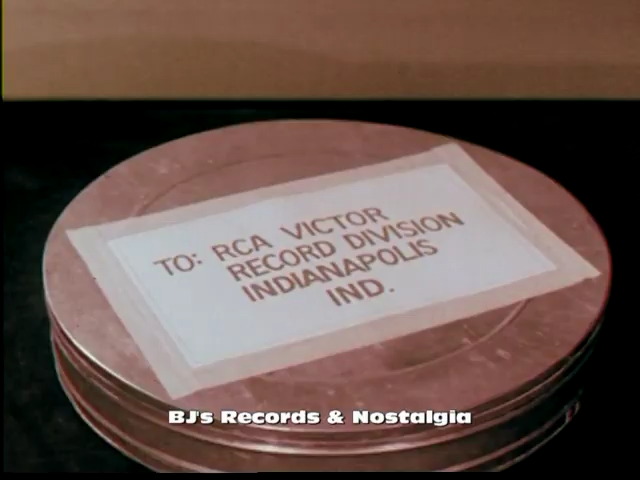 TO: RCA VICTOR
RECORD DIVISION
INDIANAPOLIS
IND.
BJ's Records & Nostalgia